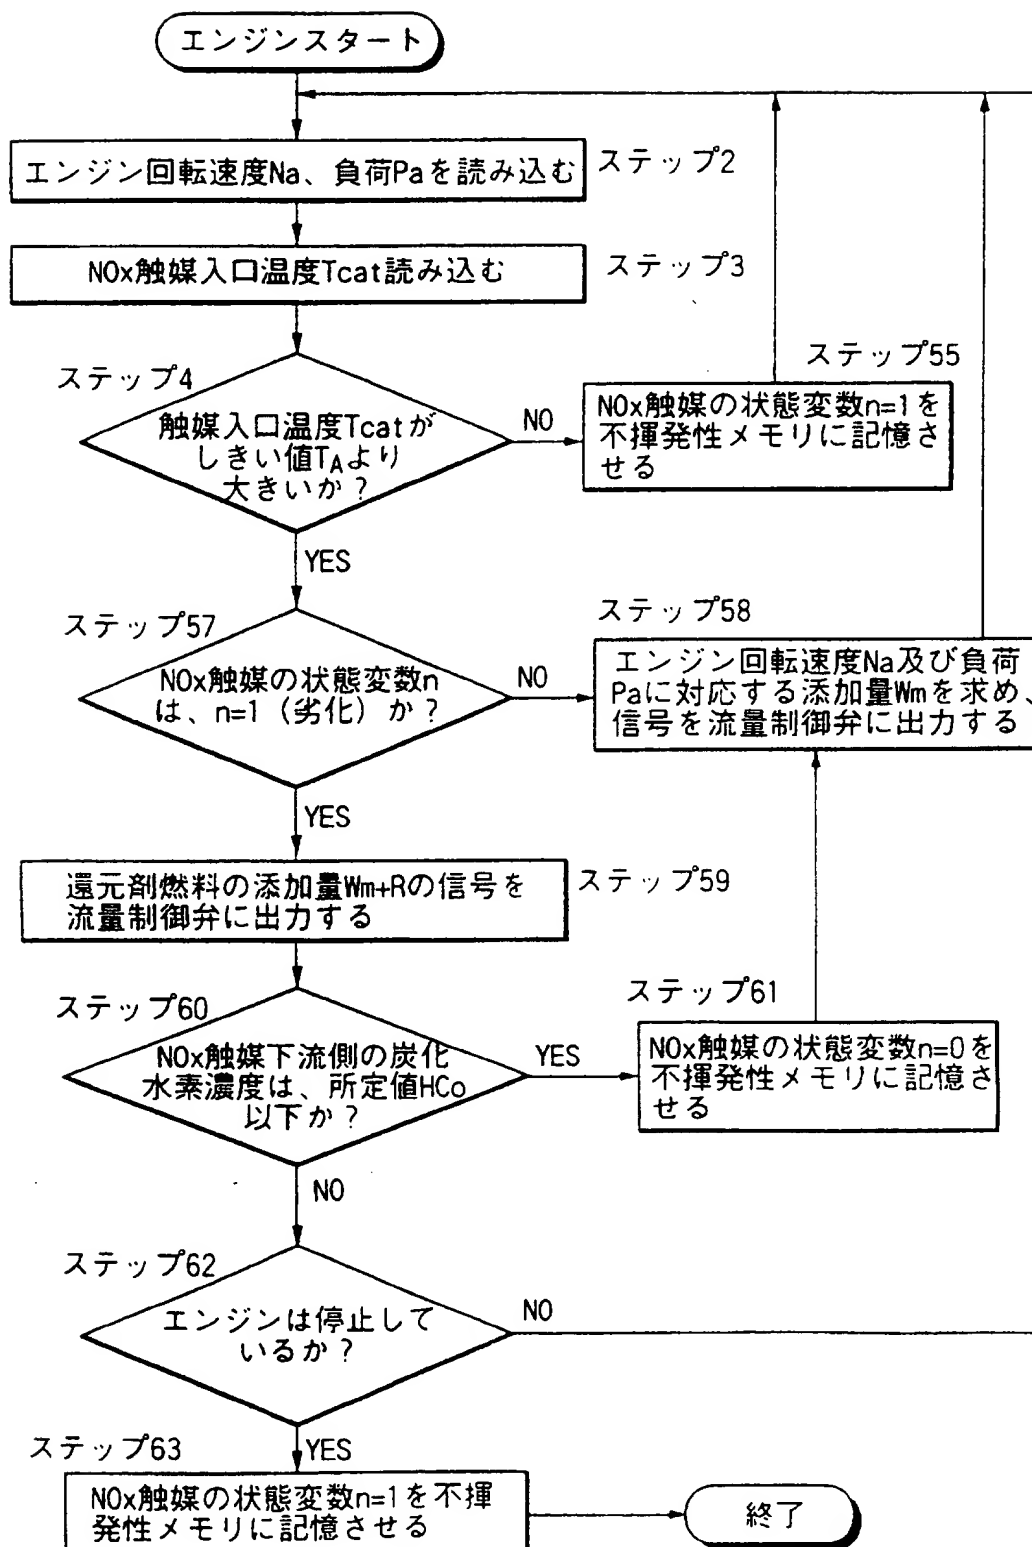 エンジンスタート
エンジン回転速度Na、負荷Paを読み込む
ステップ2
NOx触媒入口温度Tcat読み込む
ステップ3
ステップ4
触媒入口温度Tcatが
しきい値TAより
大きいか？
NO
ステップ55
NOx触媒の状態変数n=1を
不揮発性メモリに記憶さ
せる
YES
ステップ57
NOx触媒の状態変数n
は、n=1（劣化）か？
NO
ステップ58
エンジン回転速度Na及び負荷
Paに対応する添加量Wmを求め、
信号を流量制御弁に出力する
YES
還元剤燃料の添加量Wm+Rの信号を
流量制御弁に出力する
ステップ59
ステップ60
NOx触媒下流側の炭化
水素濃度は、所定値HCo
以下か？
YES
ステップ61
NOx触媒の状態変数n=0を
不揮発性メモリに記憶さ
せる
NO
ステップ62
エンジンは停止して
いるか？
NO
YES
ステップ63
NOx触媒の状態変数n=1を不揮
発性メモリに記憶させる
終了